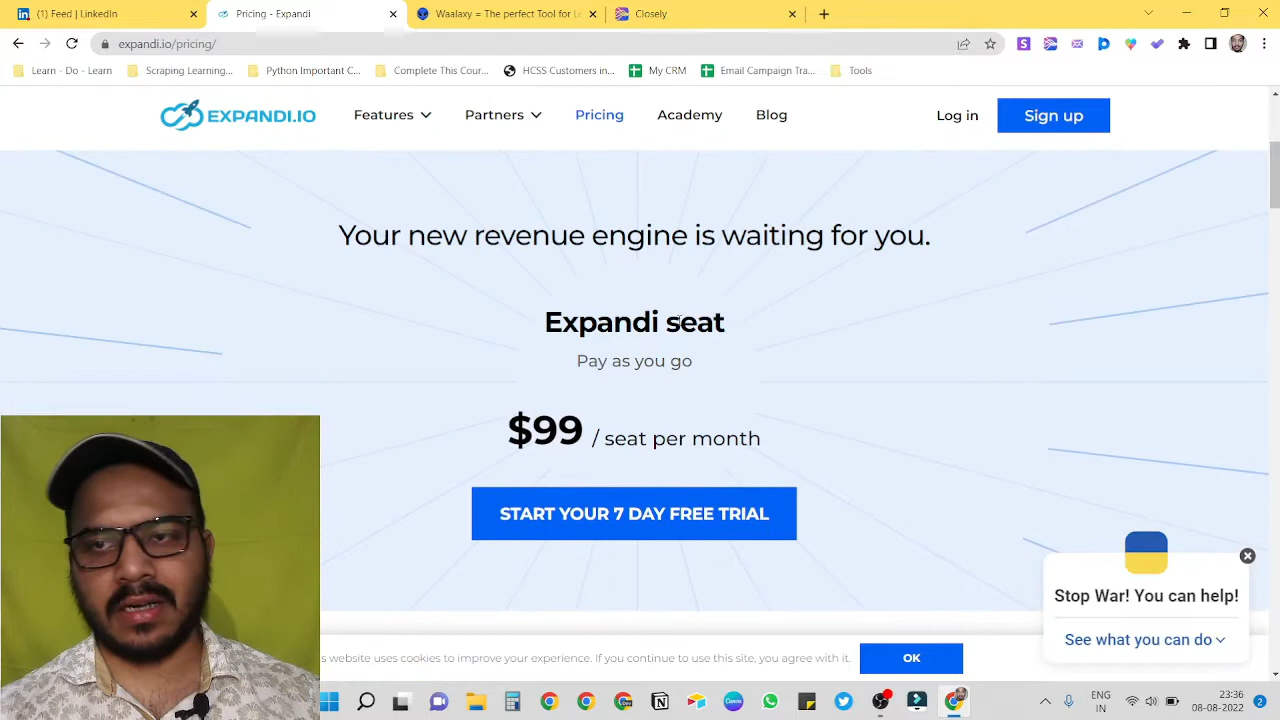 (1) Feed | LinkedIn
Pricing -
Waalaxy = The perfect Tool for Le
Closely
expandi.io/pricing/
Learn - Do - Learn
Scraping Learning...
Python Important C...
Complete This Cour...
HCSS Customers in...
My CRM
Email Campaign Tra...
Tools
EXPANDI.IO
Features
Partners
Pricing
Academy
Blog
Log in
Sign up
Your new revenue engine is waiting for you.
Expandi seat
Pay as you go
$99 / seat per month
START YOUR 7 DAY FREE TRIAL
Stop War! You can help!
See what you can do
s website uses cookies to improve your experience. If you continue to use this site, you agree with it.
OK
ENG
IN
23:36
08-08-2022
2